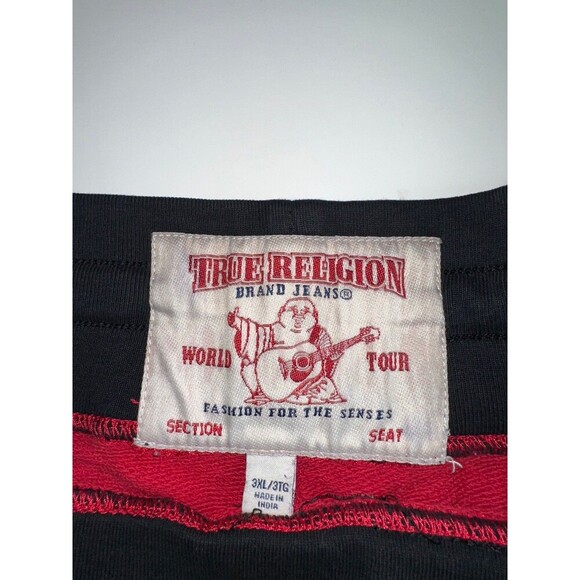 TRUE RELIGION
BRAND JEANS®
WORLD TOUR
FASHION FOR THE SENSES
SECTION SEAT
3XL/3TG
MADE IN
INDIA